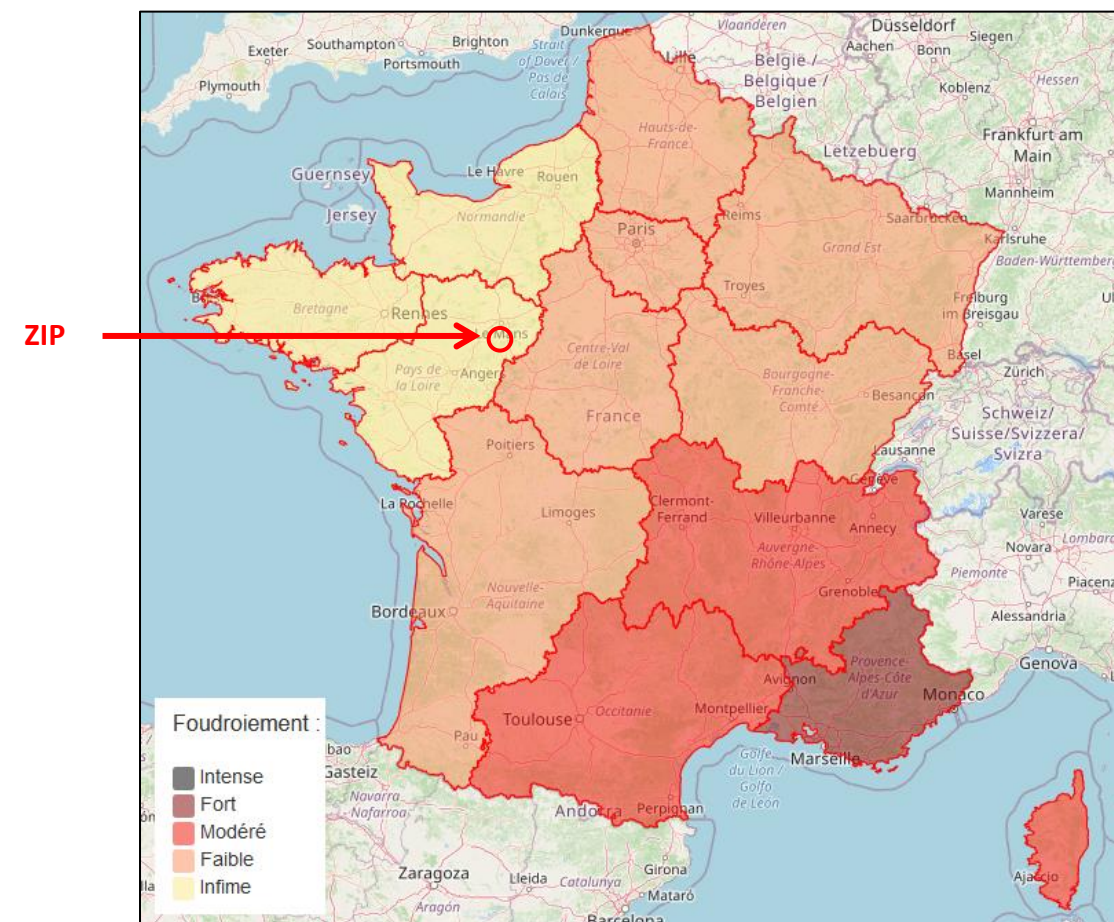 Vlaanderen
Düsseldorf
Siegen
Exeter
Southampton
Brighton
Portsmouth
Strait
of Dover /
Pas de
Calais
Dunkerque
Lille
België /
Belgique /
Belgien
Aachen
Bonn
Koblenz
Hessen
Plymouth
Hauts-de-
France
Letzebuerg
Frankfurt am
Main
Mannheim
Guernsey
Jersey
Le Havre
Rouen
Normandie
Reims
Paris
Saarbrücken
Karlsruhe
Grand Est
Baden-Württemberg
Troyes
Freiburg
im Breisgau
Bretagne
Rennes
ZIP
Le Mans
Centre-Val
de Loire
Basel
Zürich
Pays de
la Loire
Angers
Bourgogne-
Franche-
Comté
Besançon
France
Schweiz/
Suisse/Svizzera/
Svizra
Poitiers
Lausanne
Genève
La Rochelle
Limoges
Clermont-
Ferrand
Villeurbanne
Annecy
Auvergne-
Rhône-Alpes
Varese
Novara
Lombard
Piemonte
Piacenz
Nouvelle-
Aquitaine
Grenoble
Bordeaux
Alessandria
Genova
Provence-
Alpes-Côte
d'Azur
Avignon
Monaco
Toulouse
Occitanie
Montpellier
Marseille
Golfe
du Lion /
Golfo
de León
Pau
bao
Gasteiz
Navarra
- Nafarroa
Andorra
Perpignan
Foudroiement :
Intense
Fort
Modéré
Faible
Infime
Zaragoza
Lleida
Catalunya
Girona
Mataró
Aragón
Barcelona
Ajaccio